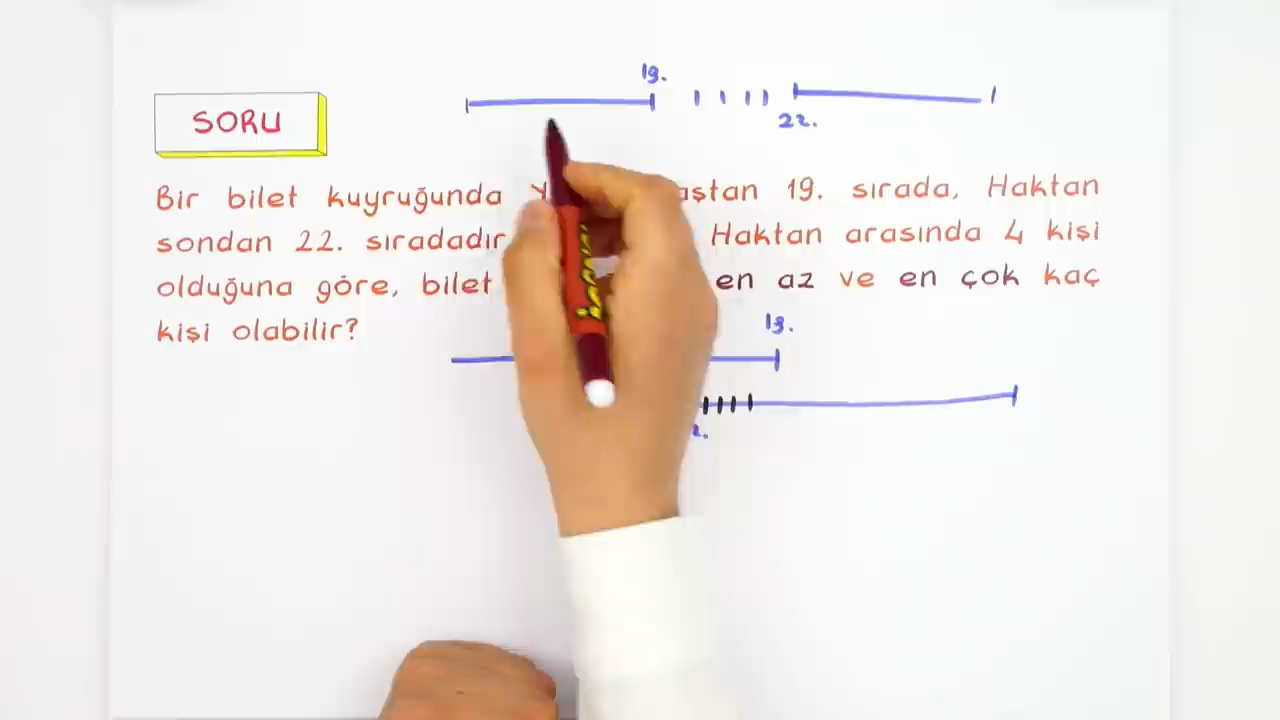 19.
22.
SORU
Bir bilet kuyruğunda 19. sırada, Haktan
sondan 22. sıradadır Haktan arasında 4 kişi
olduğuna göre, bilet en az ve en çok kaç
kişi olabilir?
19.